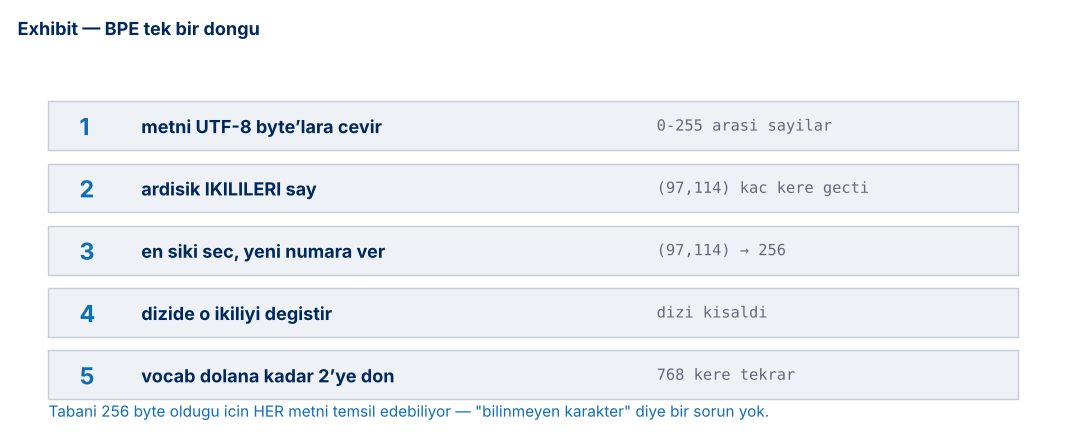 Exhibit — BPE tek bir dongu
1 metni UTF-8 byte’lara cevir 0-255 arasi sayilar
2 ardisik IKILILERI say (97,114) kac kere gecti
3 en siki sec, yeni numara ver (97,114) → 256
4 dizide o ikiliyi degistir dizi kisaldi
5 vocab dolana kadar 2’ye don 768 kere tekrar
Tabani 256 byte oldugu icin HER metni temsil edebiliyor — "bilinmeyen karakter" diye bir sorun yok.